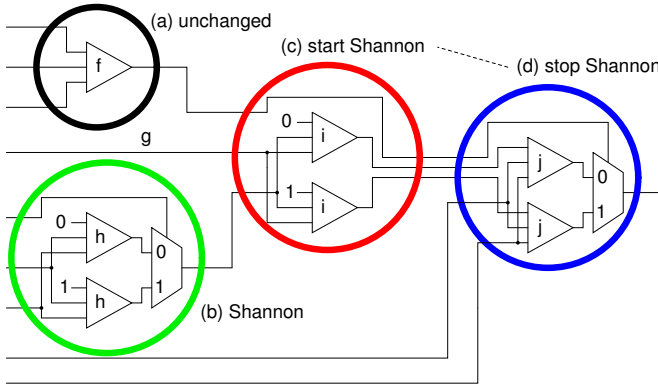 (a) unchanged
f
(c) start Shannon
(d) stop Shannon
g
0
i
1
i
j
0
j
1
0
h
0
1
h
1
(b) Shannon